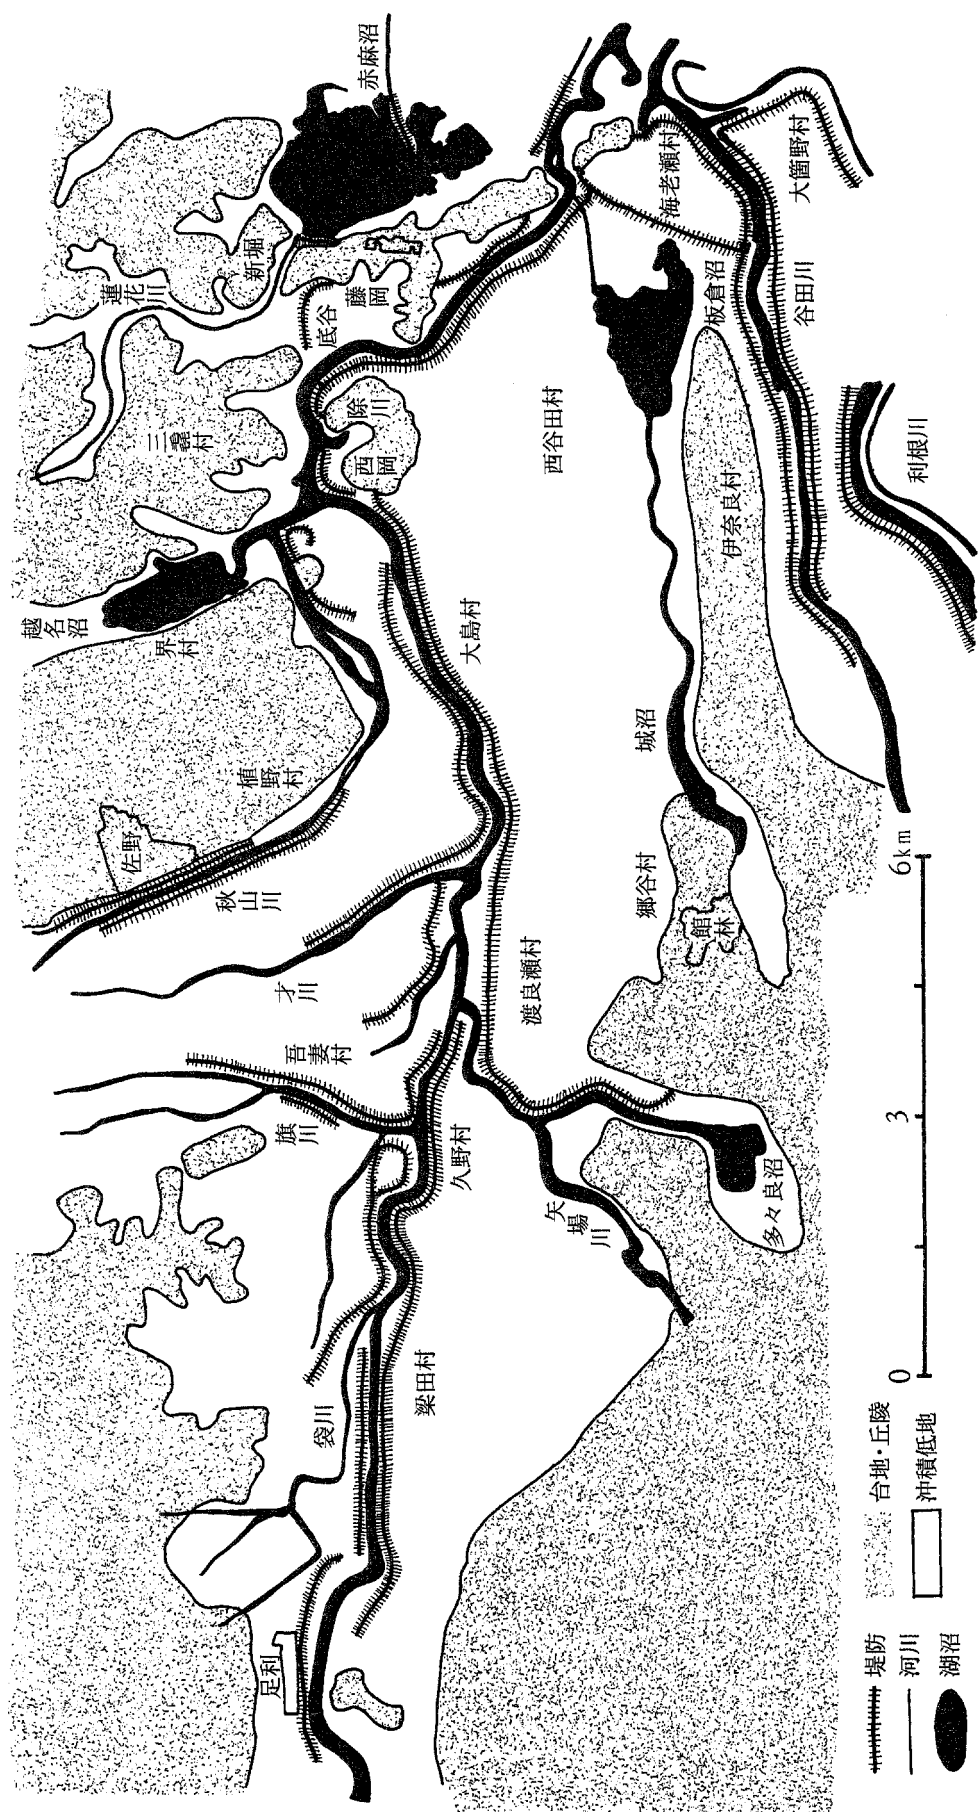 赤麻沼
新堀
蓮花川
藤岡
底谷
海老瀬村
大箇野村
板倉沼
谷田川
除川
西岡
三鴨村
西谷田村
伊奈良村
利根川
越名沼
界村
大島村
城沼
植野村
佐野
秋山川
郷谷村
館林
才川
渡良瀬村
吾妻村
旗川
久野村
矢場川
多々良沼
梁田村
袋川
足利
0
3
6km
堤防
河川
湖沼
台地・丘陵
沖積低地